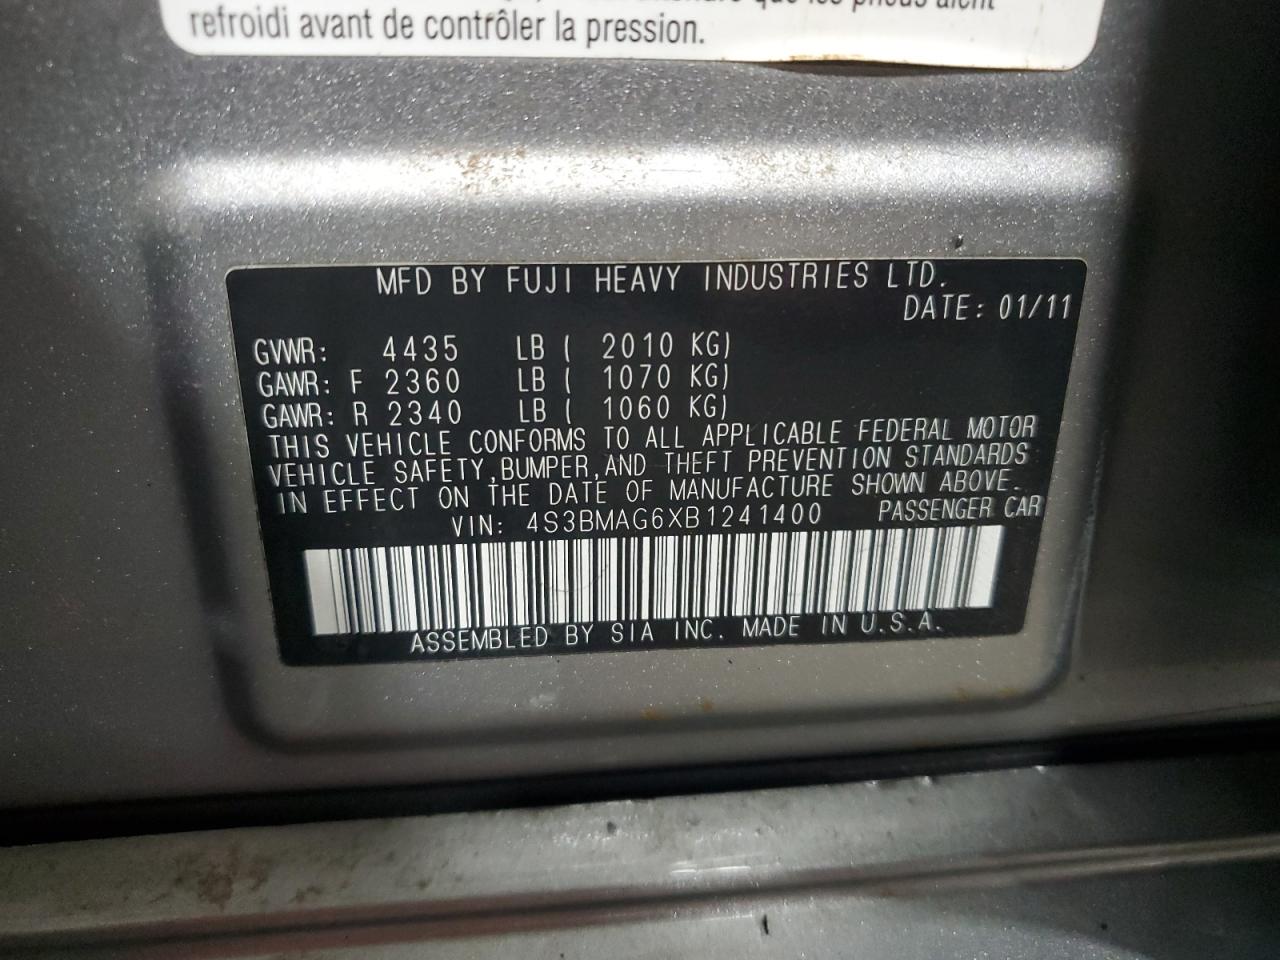 refroidi avant de contrôler la pression.
MFD BY FUJI HEAVY INDUSTRIES LTD.
DATE: 01/11
GVWR: 4435 LB ( 2010 KG)
GAWR: F 2360 LB ( 1070 KG)
GAWR: R 2340 LB ( 1060 KG)
THIS VEHICLE CONFORMS TO ALL APPLICABLE FEDERAL MOTOR
VEHICLE SAFETY,BUMPER,AND THEFT PREVENTION STANDARDS
IN EFFECT ON THE DATE OF MANUFACTURE SHOWN ABOVE.
VIN: 4S3BMAG6XB1241400 PASSENGER CAR
ASSEMBLED BY SIA INC. MADE IN U.S.A.